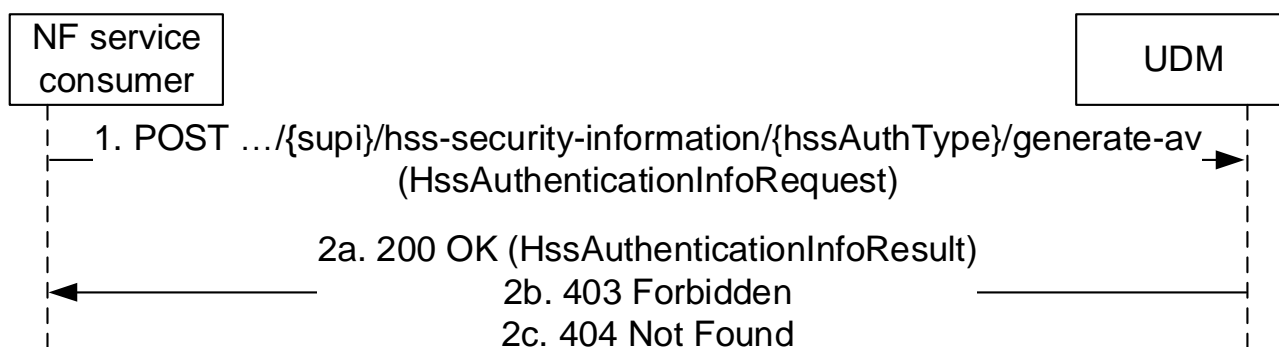 NF service
consumer
UDM
1. POST …/{supi}/hss-security-information/{hssAuthType}/generate-av
(HssAuthenticationInfoRequest)
2a. 200 OK (HssAuthenticationInfoResult)
2b. 403 Forbidden
2c. 404 Not Found